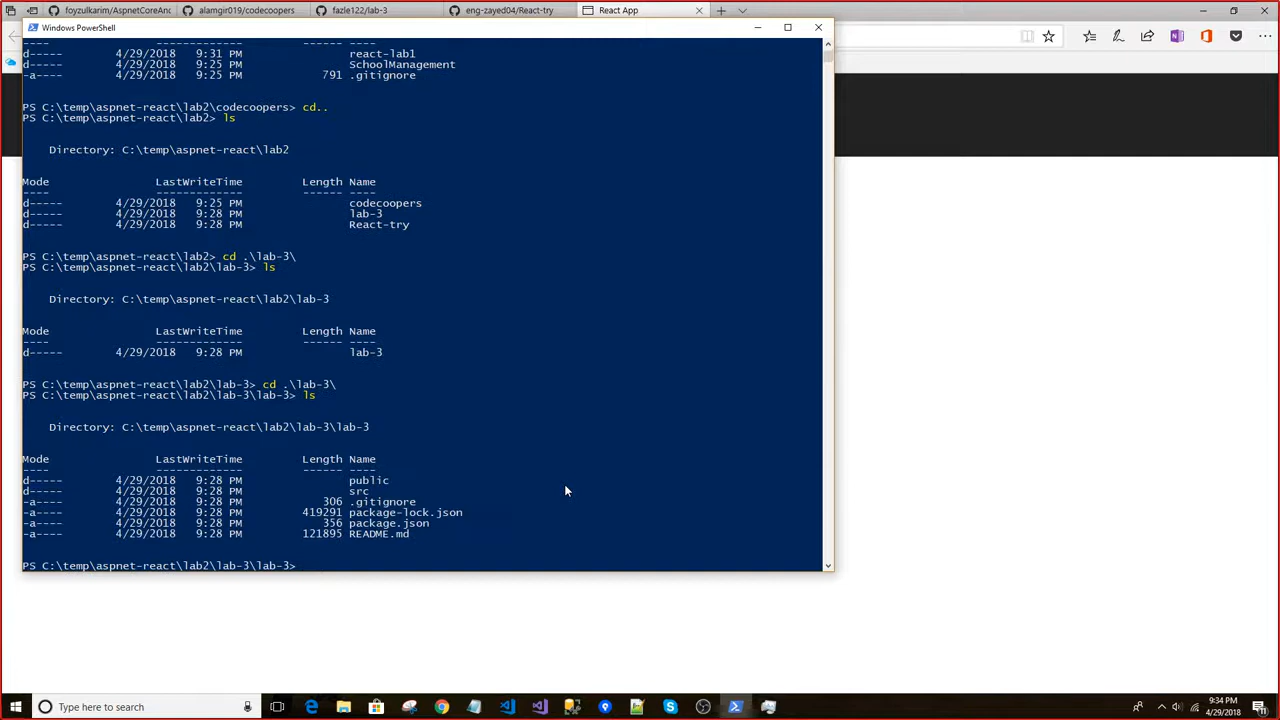 foyzulkarim/AspnetCoreAnd
alamgir019/codecoopers
fazle122/lab-3
eng-zayed04/React-try
React App
Windows PowerShell
---- ------------- ------ ----
d----- 4/29/2018 9:31 PM react-lab1
d----- 4/29/2018 9:25 PM SchoolManagement
-a---- 4/29/2018 9:25 PM 791 .gitignore
PS C:\temp\aspnet-react\lab2\codecoopers> cd..
PS C:\temp\aspnet-react\lab2> ls
Directory: C:\temp\aspnet-react\lab2
Mode LastWriteTime Length Name
---- ------------- ------ ----
d----- 4/29/2018 9:25 PM codecoopers
d----- 4/29/2018 9:28 PM lab-3
d----- 4/29/2018 9:28 PM React-try
PS C:\temp\aspnet-react\lab2> cd .\lab-3\
PS C:\temp\aspnet-react\lab2\lab-3> ls
Directory: C:\temp\aspnet-react\lab2\lab-3
Mode LastWriteTime Length Name
---- ------------- ------ ----
d----- 4/29/2018 9:28 PM lab-3
PS C:\temp\aspnet-react\lab2\lab-3> cd .\lab-3\
PS C:\temp\aspnet-react\lab2\lab-3\lab-3> ls
Directory: C:\temp\aspnet-react\lab2\lab-3\lab-3
Mode LastWriteTime Length Name
---- ------------- ------ ----
d----- 4/29/2018 9:28 PM public
d----- 4/29/2018 9:28 PM src
-a---- 4/29/2018 9:28 PM 306 .gitignore
-a---- 4/29/2018 9:28 PM 419291 package-lock.json
-a---- 4/29/2018 9:28 PM 356 package.json
-a---- 4/29/2018 9:28 PM 121895 README.md
PS C:\temp\aspnet-react\lab2\lab-3\lab-3>
Type here to search
9:34 PM
4/29/2018